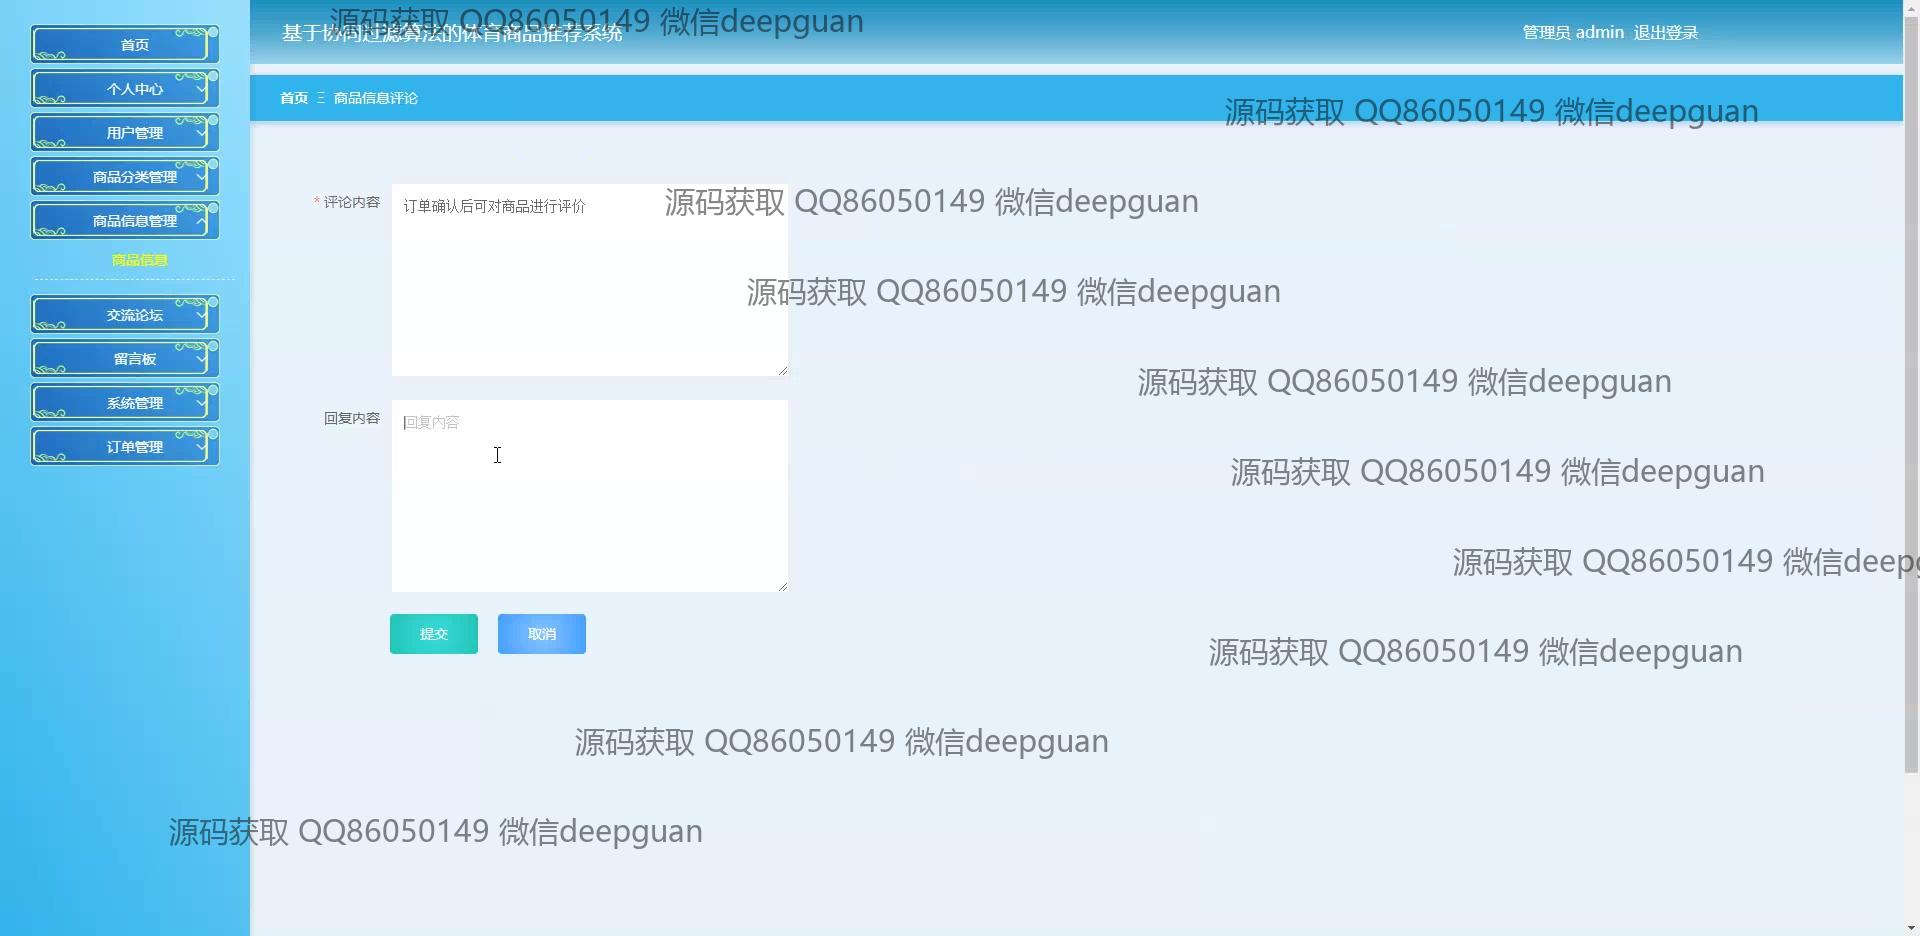 源码获取 QQ86050149 微信deepguan
基于协同过滤算法的体育商品推荐系统
管理员 admin 退出登录
首页
个人中心
用户管理
商品分类管理
商品信息管理
商品信息
交流论坛
留言板
系统管理
订单管理
首页 Ξ 商品信息评论
源码获取 QQ86050149 微信deepguan
* 评论内容
订单确认后可对商品进行评价
源码获取 QQ86050149 微信deepguan
源码获取 QQ86050149 微信deepguan
源码获取 QQ86050149 微信deepguan
回复内容
回复内容
源码获取 QQ86050149 微信deepguan
源码获取 QQ86050149 微信deep
提交
取消
源码获取 QQ86050149 微信deepguan
源码获取 QQ86050149 微信deepguan
源码获取 QQ86050149 微信deepguan